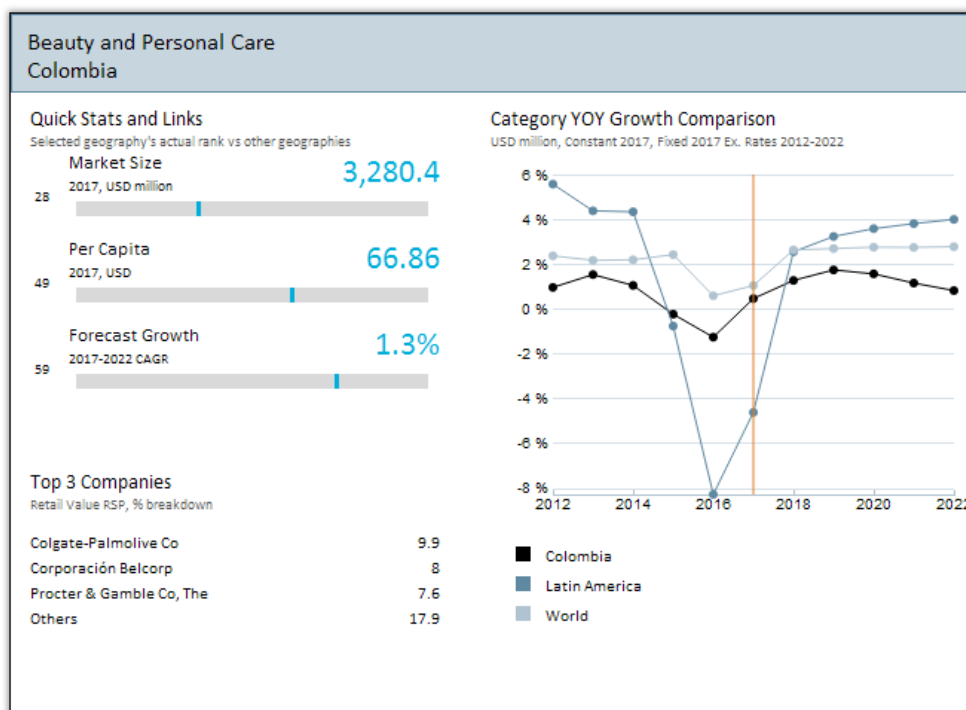 Beauty and Personal Care
Colombia
Quick Stats and Links
Selected geography's actual rank vs other geographies
Market Size
2017, USD million
3,280.4
28
Per Capita
2017, USD
66.86
49
Forecast Growth
2017-2022 CAGR
1.3%
59
Top 3 Companies
Retail Value RSP, % breakdown
Colgate-Palmolive Co 9.9
Corporación Belcorp 8
Procter & Gamble Co, The 7.6
Others 17.9
Category YOY Growth Comparison
USD million, Constant 2017, Fixed 2017 Ex. Rates 2012-2022
6 %
4 %
2 %
0 %
-2 %
-4 %
-6 %
-8 %
2012 2014 2016 2018 2020 2022
Colombia
Latin America
World